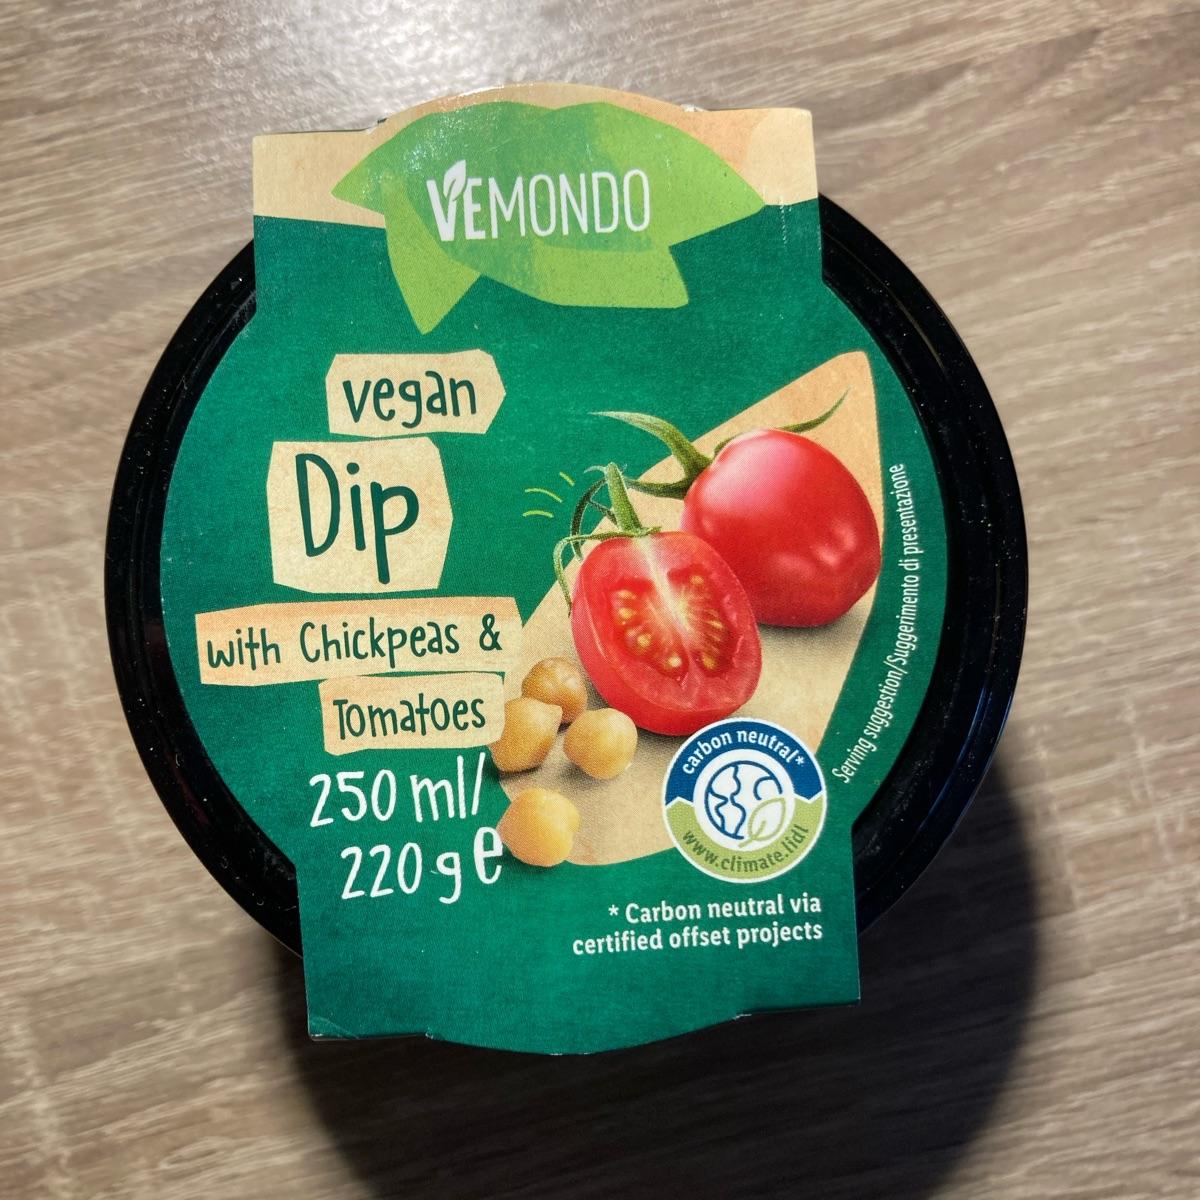 VEMONDO
vegan
Dip
with Chickpeas &
Tomatoes
250 ml/
220 g e
carbon neutral*
www.climate.lidl
* Carbon neutral via
certified offset projects
Serving suggestion/Suggerimento di presentazione